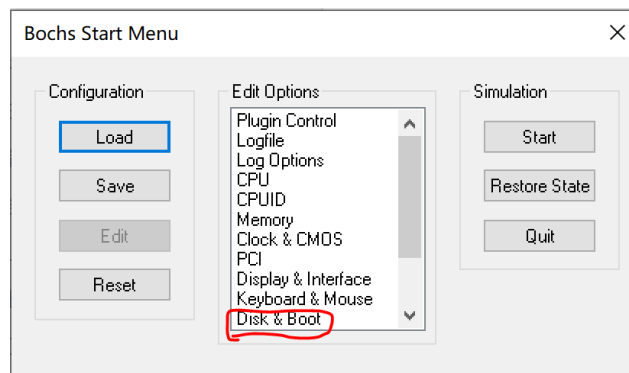 Bochs Start Menu
Configuration
Load
Save
Edit
Reset
Edit Options
Plugin Control
Logfile
Log Options
CPU
CPUID
Memory
Clock & CMOS
PCI
Display & Interface
Keyboard & Mouse
Disk & Boot
Simulation
Start
Restore State
Quit